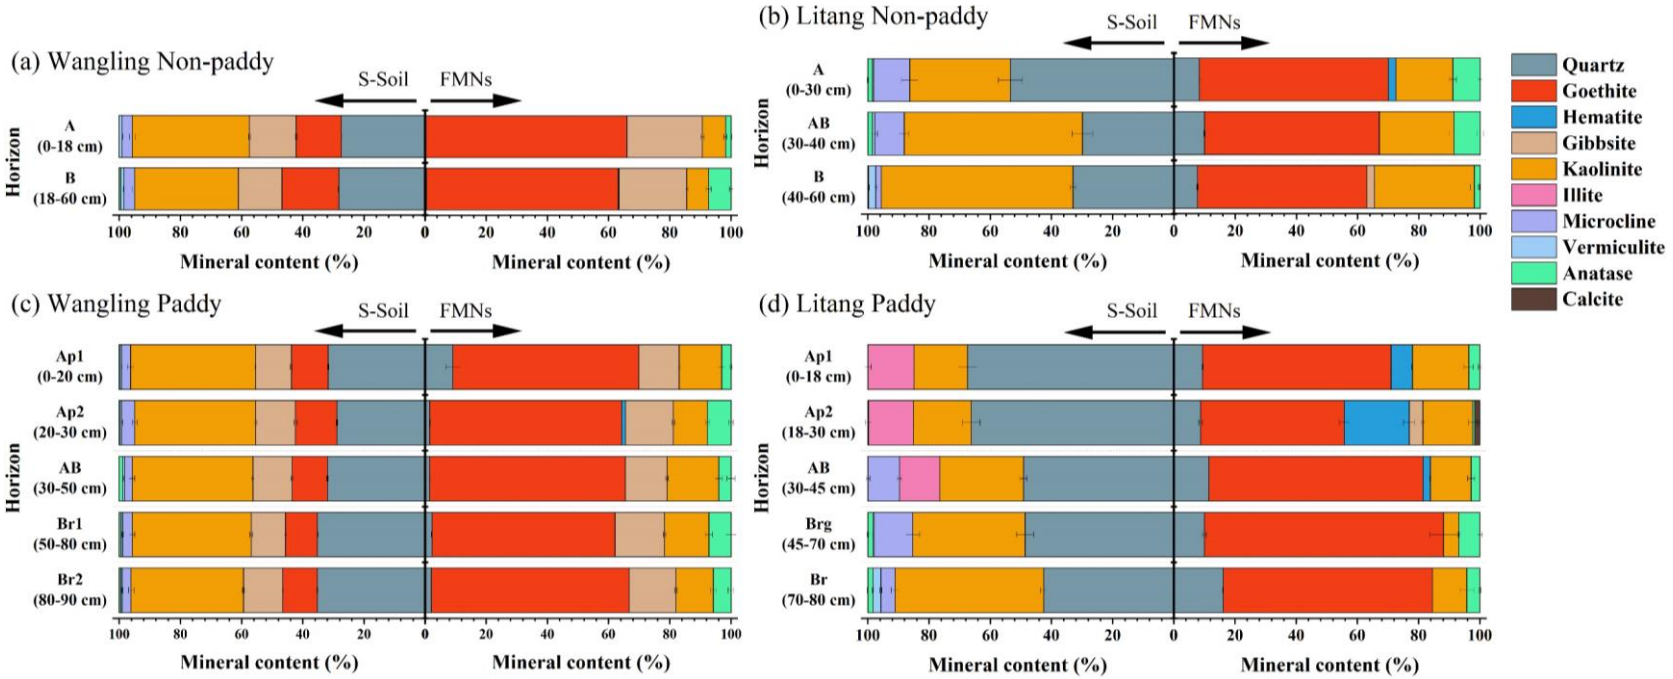 (a) Wangling Non-paddy
S-Soil FMNs
Horizon
A
(0-18 cm)
B
(18-60 cm)
100 80 60 40 20 0 20 40 60 80 100
Mineral content (%) Mineral content (%)
(b) Litang Non-paddy
S-Soil FMNs
Horizon
A
(0-30 cm)
AB
(30-40 cm)
B
(40-60 cm)
100 80 60 40 20 0 20 40 60 80 100
Mineral content (%) Mineral content (%)
Quartz
Goethite
Hematite
Gibbsite
Kaolinite
Illite
Microcline
Vermiculite
Anatase
Calcite
(c) Wangling Paddy
S-Soil FMNs
Horizon
Ap1
(0-20 cm)
Ap2
(20-30 cm)
AB
(30-50 cm)
Br1
(50-80 cm)
Br2
(80-90 cm)
100 80 60 40 20 0 20 40 60 80 100
Mineral content (%) Mineral content (%)
(d) Litang Paddy
S-Soil FMNs
Horizon
Ap1
(0-18 cm)
Ap2
(18-30 cm)
AB
(30-45 cm)
Brg
(45-70 cm)
Br
(70-80 cm)
100 80 60 40 20 0 20 40 60 80 100
Mineral content (%) Mineral content (%)